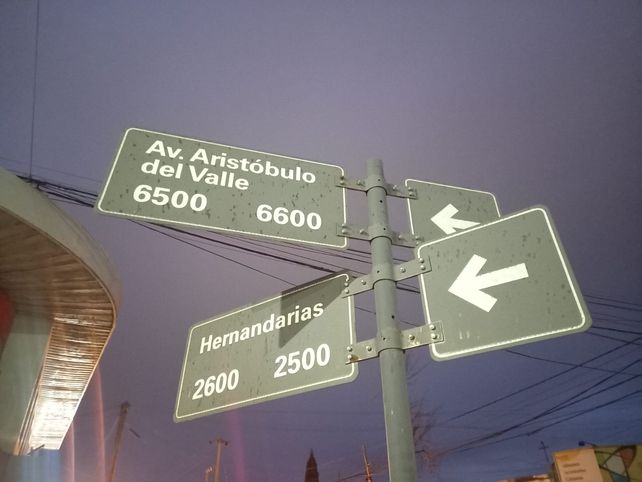 Av. Aristóbulo
del Valle
6500 6600
Hernandarias
2600 2500